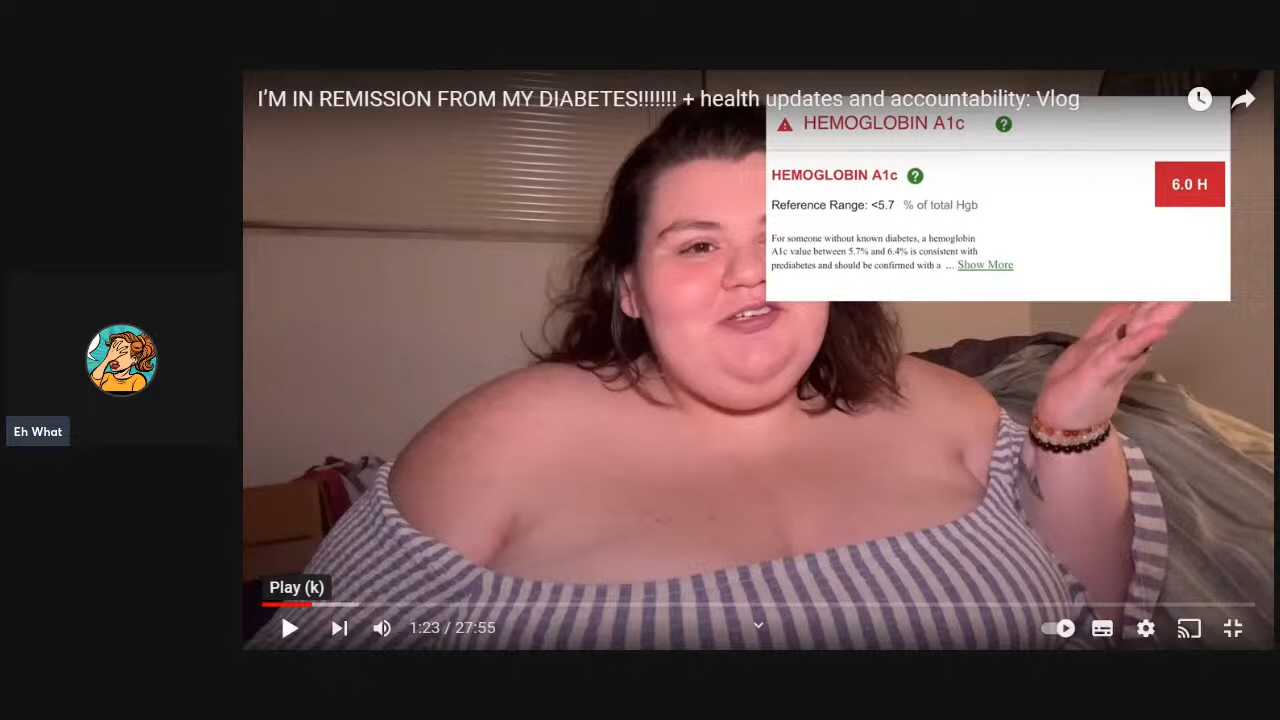 I'M IN REMISSION FROM MY DIABETES!!!!!!! + health updates and accountability: Vlog
HEMOGLOBIN A1c ?
HEMOGLOBIN A1c ?
6.0 H
Reference Range: <5.7 % of total Hgb
For someone without known diabetes, a hemoglobin
A1c value between 5.7% and 6.4% is consistent with
prediabetes and should be confirmed with a ... Show More
Eh What
Play (k)
1:23 / 27:55